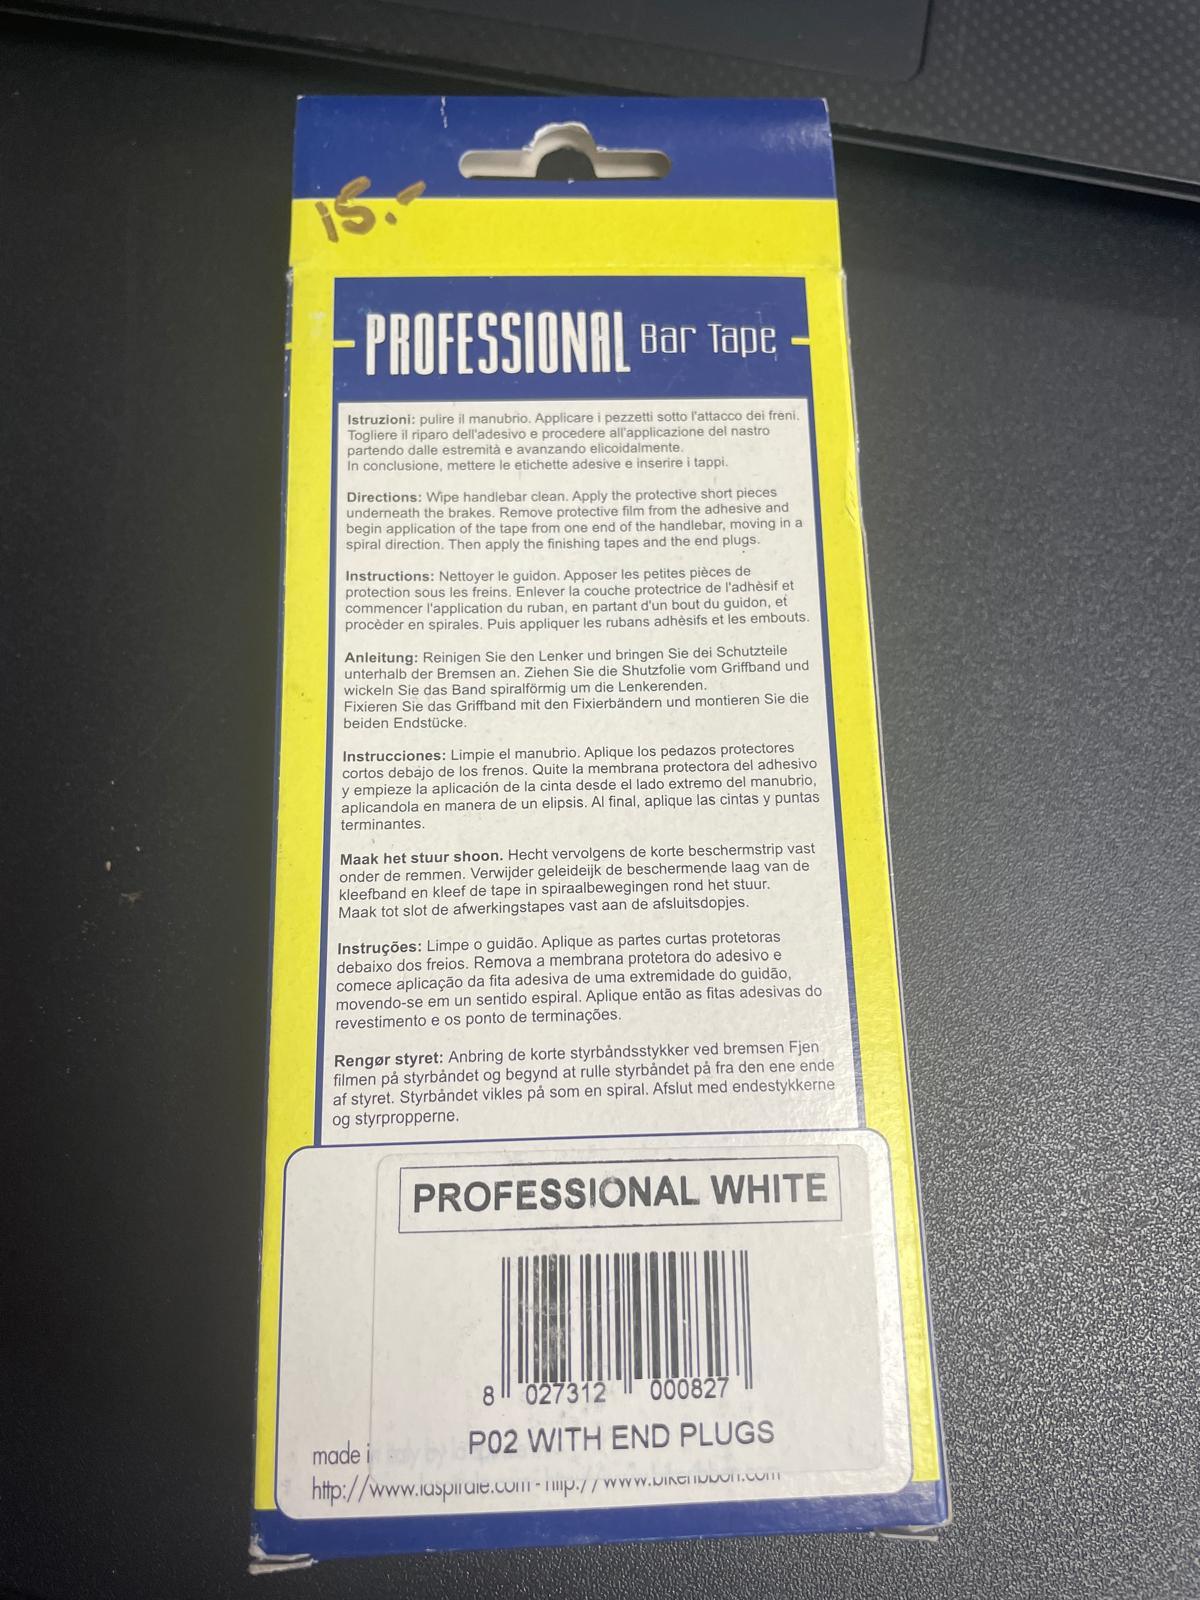 15.-
PROFESSIONAL Bar Tape
Istruzioni: pulire il manubrio. Applicare i pezzetti sotto l'attacco dei freni.
Togliere il riparo dell'adesivo e procedere all'applicazione del nastro
partendo dalle estremità e avanzando elicoidalmente.
In conclusione, mettere le etichette adesive e inserire i tappi.
Directions: Wipe handlebar clean. Apply the protective short pieces
underneath the brakes. Remove protective film from the adhesive and
begin application of the tape from one end of the handlebar, moving in a
spiral direction. Then apply the finishing tapes and the end plugs.
Instructions: Nettoyer le guidon. Apposer les petites pièces de
protection sous les freins. Enlever la couche protectrice de l'adhèsif et
commencer l'application du ruban, en partant d'un bout du guidon, et
procèder en spirales. Puis appliquer les rubans adhèsifs et les embouts.
Anleitung: Reinigen Sie den Lenker und bringen Sie dei Schutzteile
unterhalb der Bremsen an. Ziehen Sie die Shutzfolie vom Griffband und
wickeln Sie das Band spiralförmig um die Lenkerenden.
Fixieren Sie das Griffband mit den Fixierbändern und montieren Sie die
beiden Endstücke.
Instrucciones: Limpie el manubrio. Aplique los pedazos protectores
cortos debajo de los frenos. Quite la membrana protectora del adhesivo
y empieze la aplicación de la cinta desde el lado extremo del manubrio,
aplicandola en manera de un elipsis. Al final, aplique las cintas y puntas
terminantes.
Maak het stuur shoon. Hecht vervolgens de korte beschermstrip vast
onder de remmen. Verwijder geleideijk de beschermende laag van de
kleefband en kleef de tape in spiraalbewegingen rond het stuur.
Maak tot slot de afwerkingstapes vast aan de afsluitsdopjes.
Instruções: Limpe o guidão. Aplique as partes curtas protetoras
debaixo dos freios. Remova a membrana protetora do adesivo e
comece aplicação da fita adesiva de uma extremidade do guidão,
movendo-se em un sentido espiral. Aplique então as fitas adesivas do
revestimento e os ponto de terminações.
Rengør styret: Anbring de korte styrbåndsstykker ved bremsen Fjen
filmen på styrbåndet og begynd at rulle styrbåndet på fra den ene ende
af styret. Styrbåndet vikles på som en spiral. Afslut med endestykkerne
og styrpropperne.
PROFESSIONAL WHITE
8 027312 000827
P02 WITH END PLUGS
made i
http://www.laspirale.com - http://www.bikeribbon.com